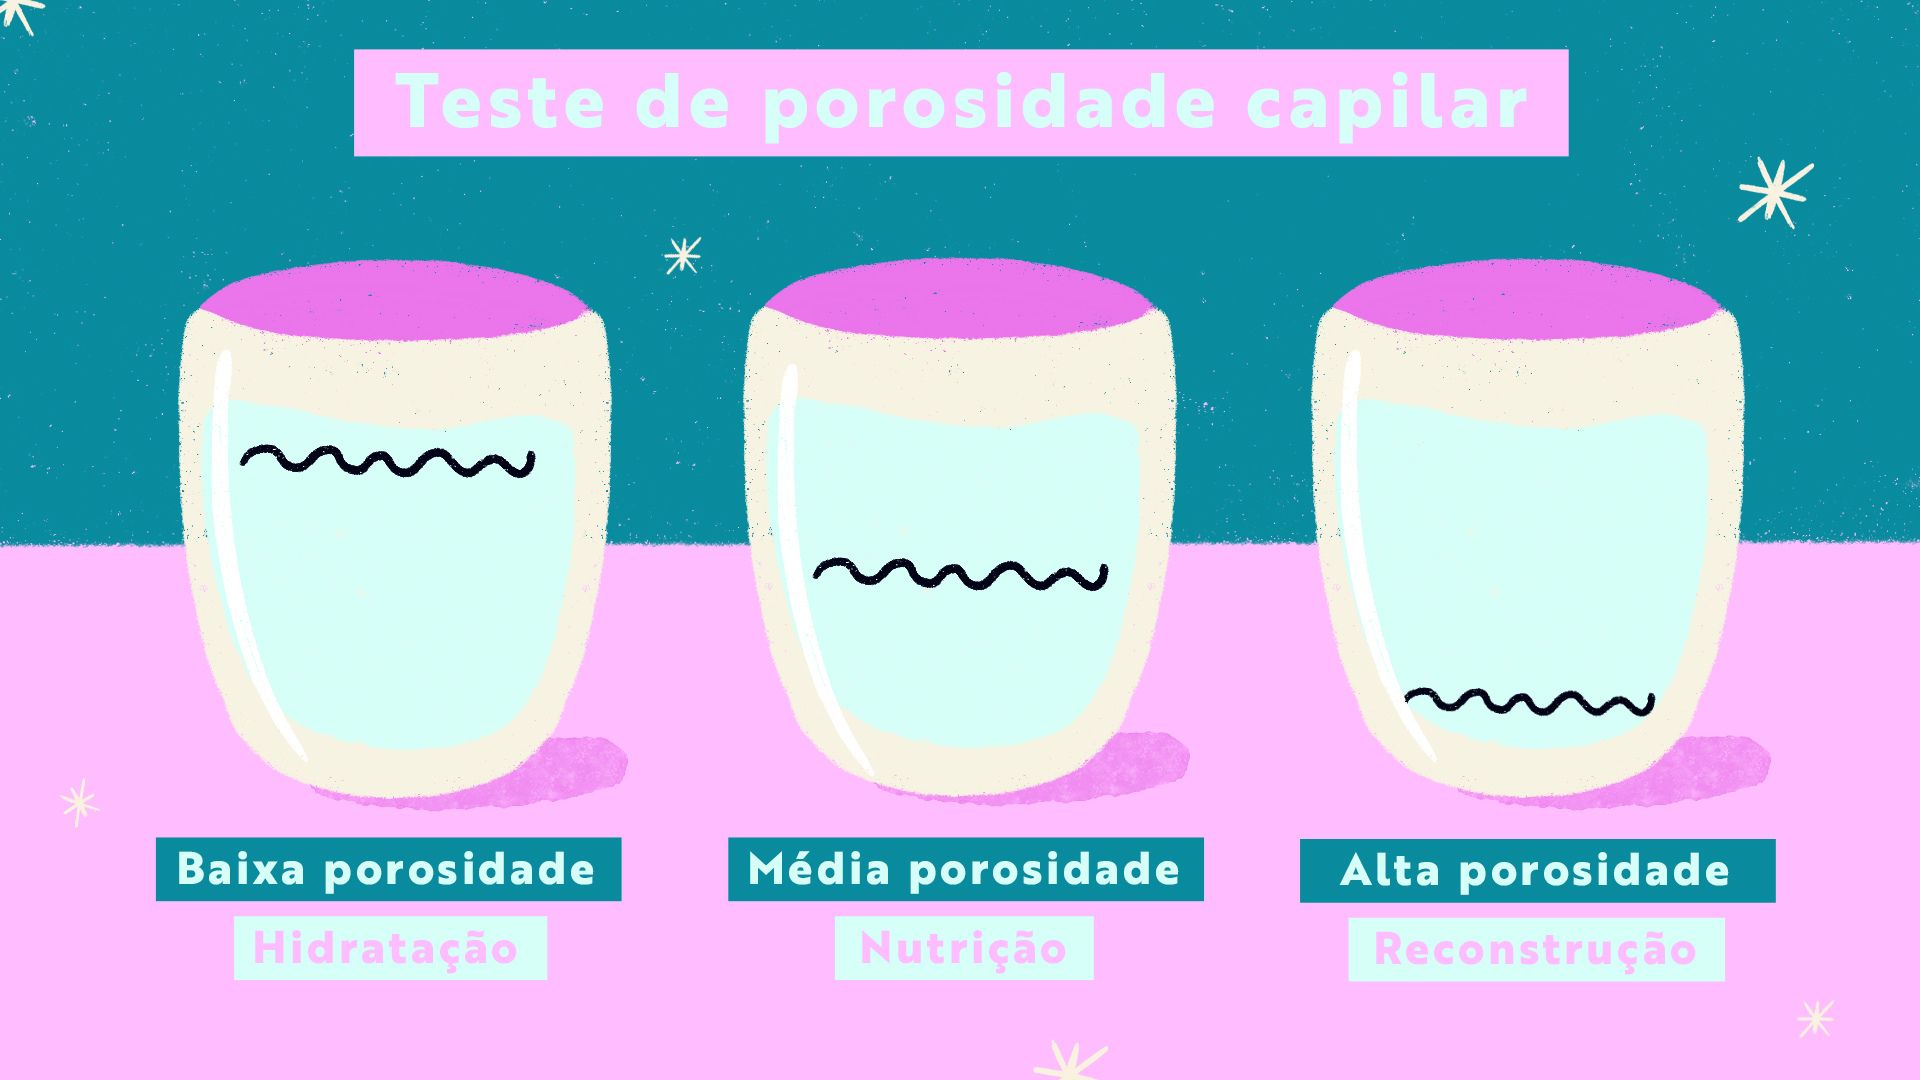 Teste de porosidade capilar
Baixa porosidade
Hidratação
Média porosidade
Nutrição
Alta porosidade
Reconstrução